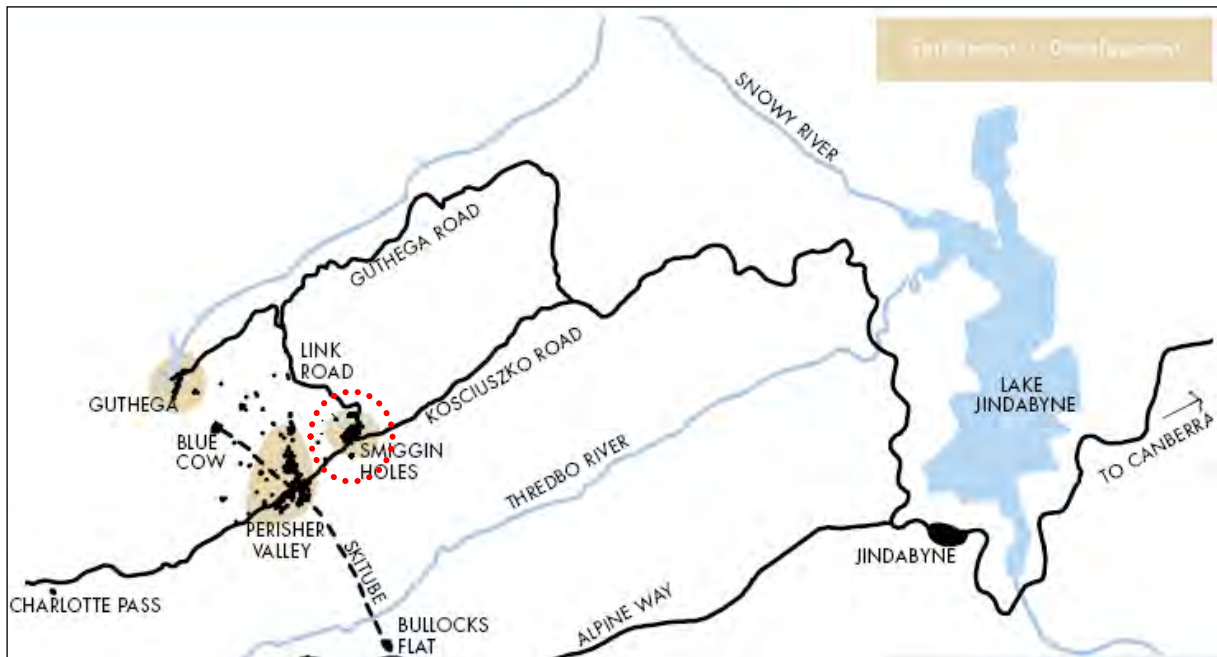 SNOWY RIVER
GUTHEGA ROAD
LINK
ROAD
KOSCIUSZKO ROAD
GUTHEGA
BLUE
COW
SMIGGIN
HOLES
LAKE
JINDABYNE
TO CANBERRA
THREDBO RIVER
PERISHER
VALLEY
SKITUBE
JINDABYNE
CHARLOTTE PASS
BULLOCKS
FLAT
ALPINE WAY